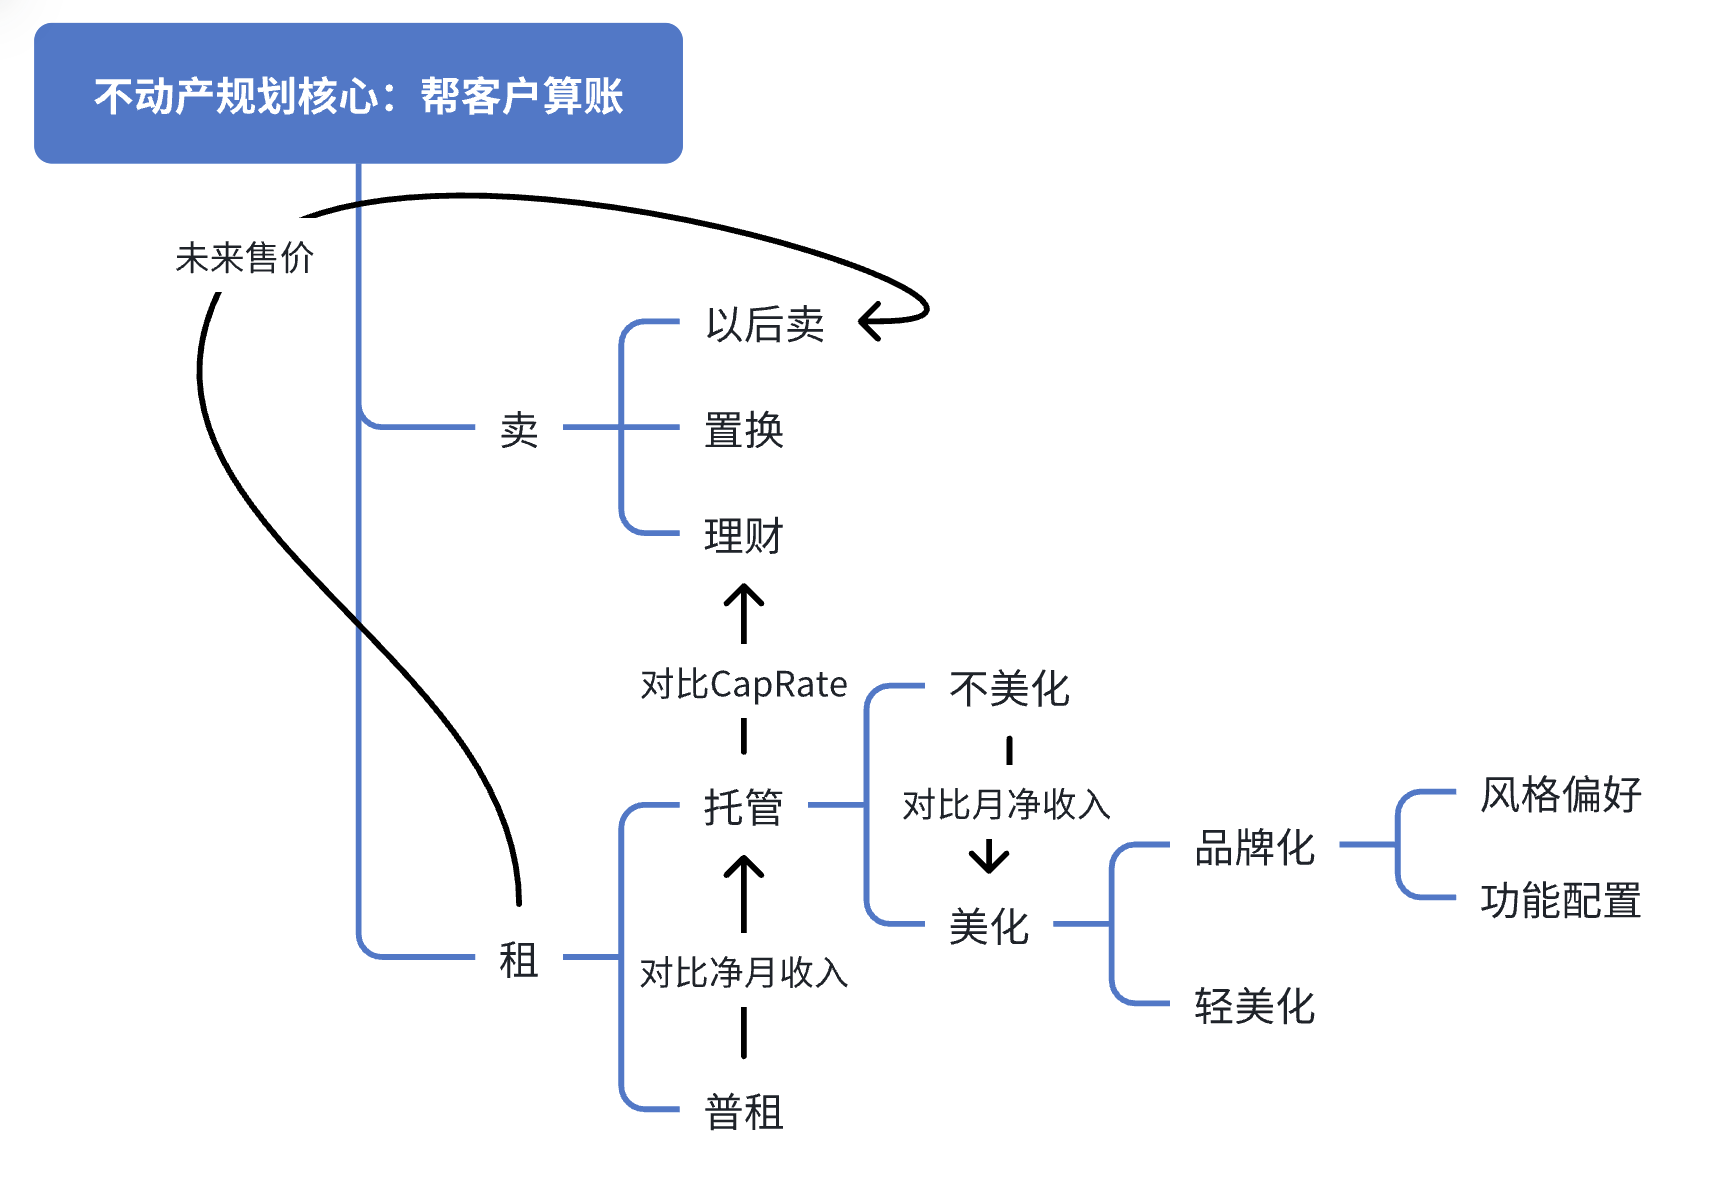 不动产规划核心：帮客户算账
未来售价
以后卖
卖
置换
理财
对比CapRate
不美化
托管
对比月净收入
风格偏好
品牌化
功能配置
美化
租
对比净月收入
轻美化
普租